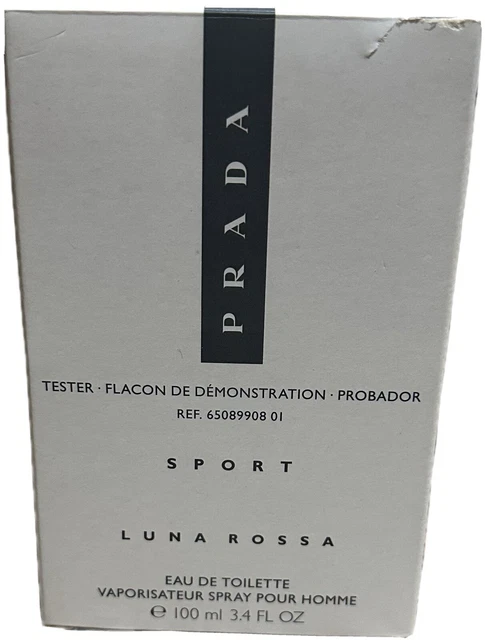 PRADA
TESTER · FLACON DE DÉMONSTRATION · PROBADOR
REF. 65089908 01
SPORT
LUNA ROSSA
EAU DE TOILETTE
VAPORISATEUR SPRAY POUR HOMME
℮ 100 ml 3.4 FL OZ